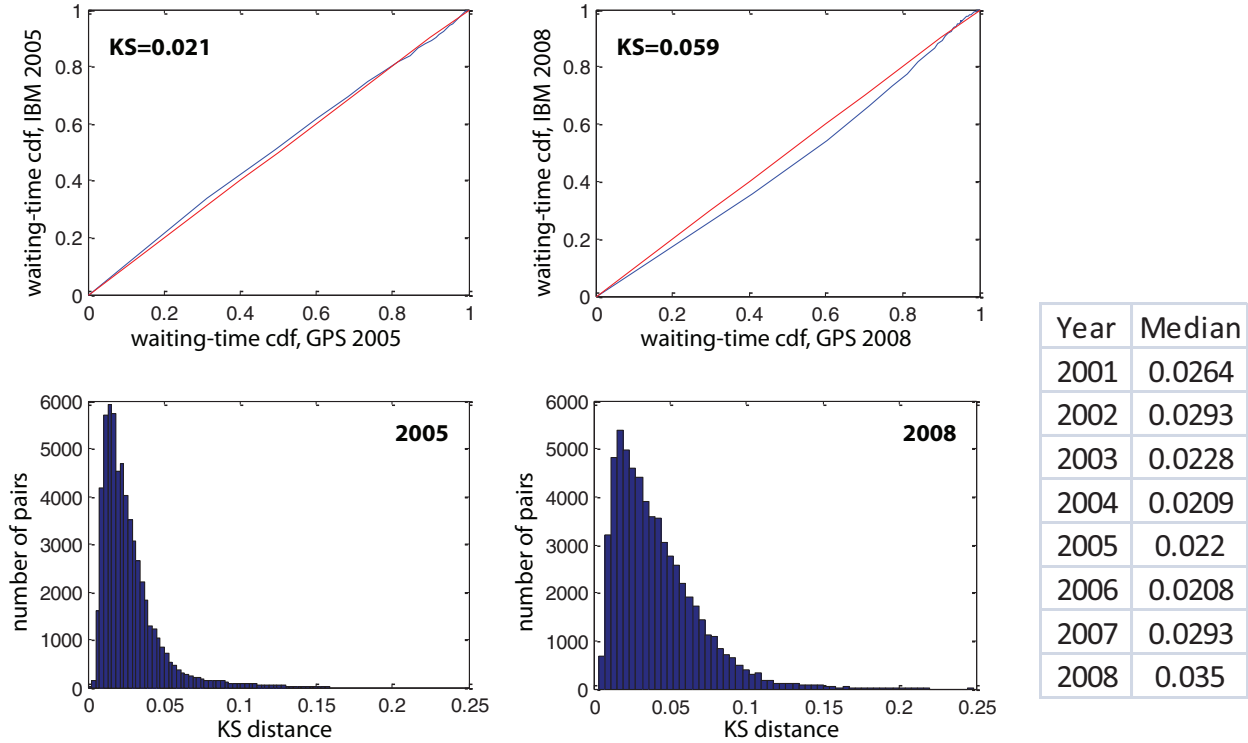 KS=0.021
waiting-time cdf, IBM 2005
1
0.8
0.6
0.4
0.2
0
0 0.2 0.4 0.6 0.8 1
waiting-time cdf, GPS 2005
KS=0.059
waiting-time cdf, IBM 2008
1
0.8
0.6
0.4
0.2
0
0 0.2 0.4 0.6 0.8 1
waiting-time cdf, GPS 2008
2005
number of pairs
6000
5000
4000
3000
2000
1000
0
0 0.05 0.1 0.15 0.2 0.25
KS distance
2008
number of pairs
6000
5000
4000
3000
2000
1000
0
0 0.05 0.1 0.15 0.2 0.25
KS distance
Year Median
2001 0.0264
2002 0.0293
2003 0.0228
2004 0.0209
2005 0.022
2006 0.0208
2007 0.0293
2008 0.035